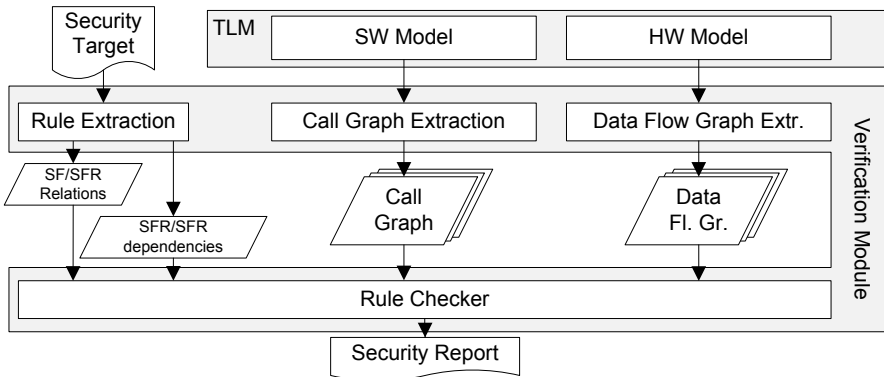 Security
Target
TLM
SW Model
HW Model
Rule Extraction
Call Graph Extraction
Data Flow Graph Extr.
Verification Module
SF/SFR
Relations
SFR/SFR
dependencies
Call
Graph
Data
Fl. Gr.
Rule Checker
Security Report